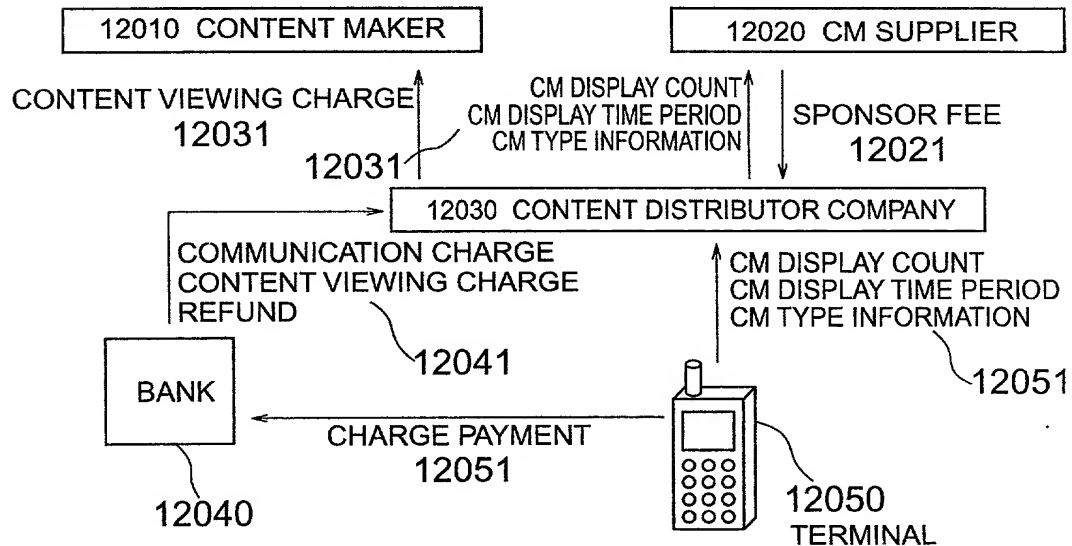 12010 CONTENT MAKER
12020 CM SUPPLIER
CONTENT VIEWING CHARGE
12031
CM DISPLAY COUNT
CM DISPLAY TIME PERIOD
CM TYPE INFORMATION
12031
SPONSOR FEE
12021
12030 CONTENT DISTRIBUTOR COMPANY
COMMUNICATION CHARGE
CONTENT VIEWING CHARGE
REFUND
12041
CM DISPLAY COUNT
CM DISPLAY TIME PERIOD
CM TYPE INFORMATION
12051
BANK
12040
CHARGE PAYMENT
12051
12050
TERMINAL